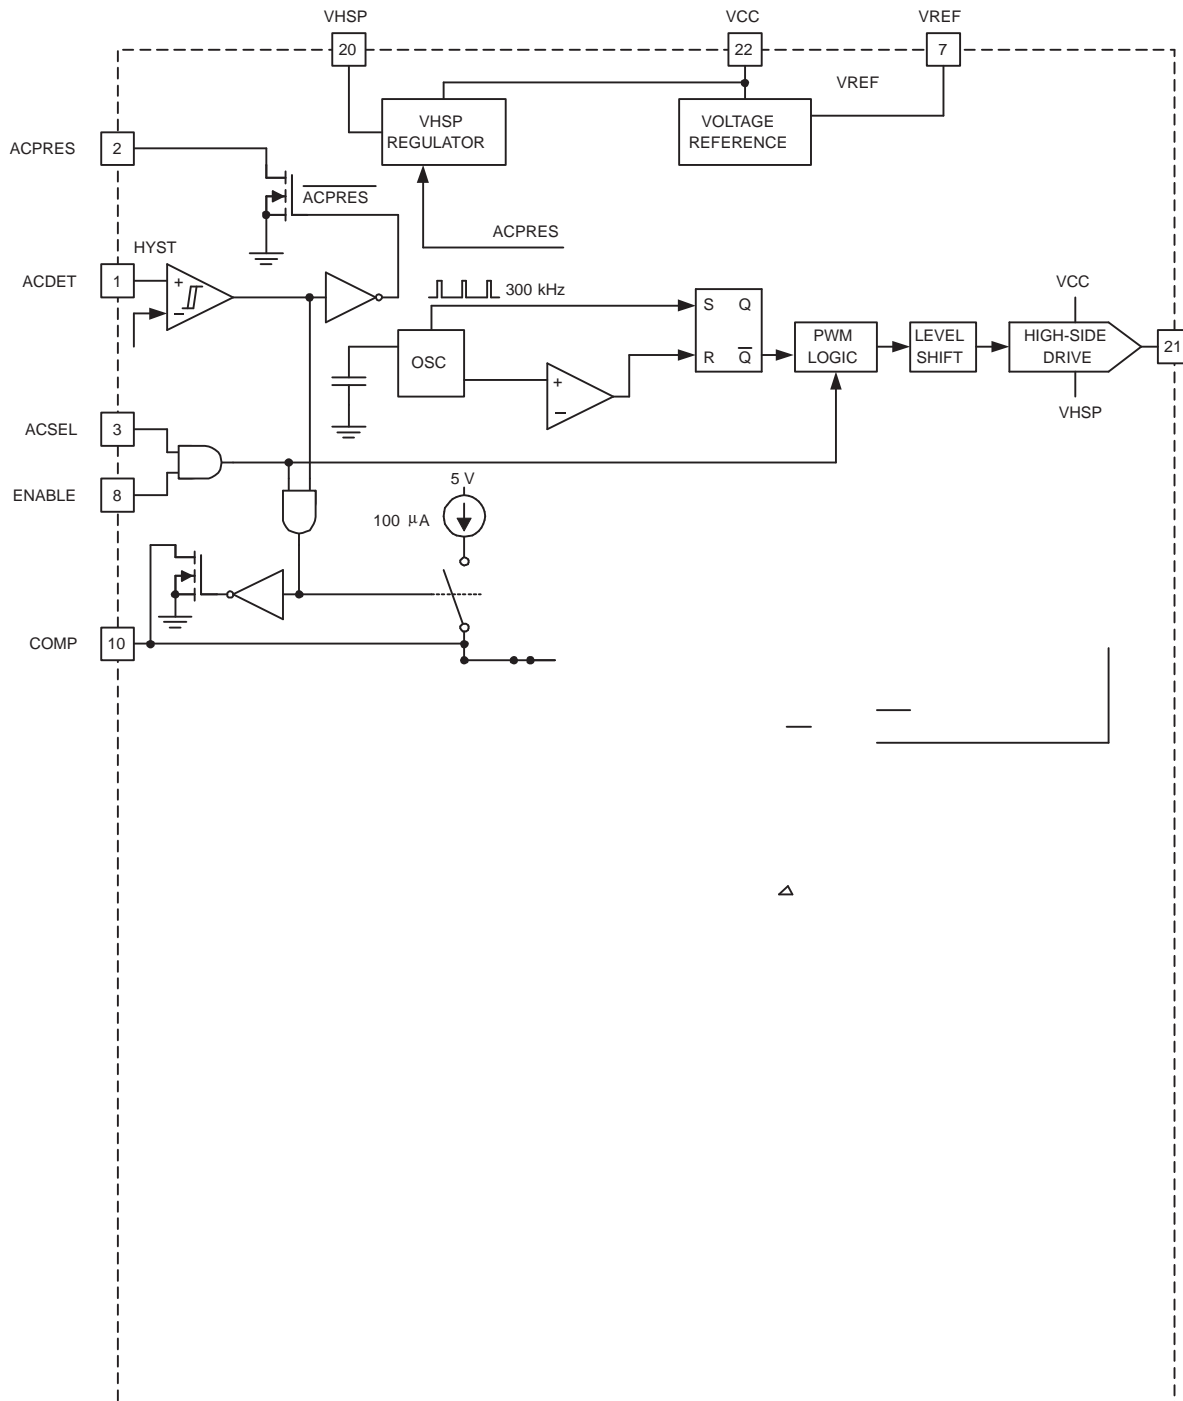 VHSP
VCC
VREF
20
22
7
VREF
VHSP
REGULATOR
VOLTAGE
REFERENCE
ACPRES
2
ACPRES
ACPRES
HYST
ACDET
1
+
−
300 kHz
VCC
S Q
R Q
OSC
+
−
PWM
LOGIC
LEVEL
SHIFT
HIGH-SIDE
DRIVE
21
VHSP
ACSEL
3
ENABLE
8
5 V
100 μA
COMP
10